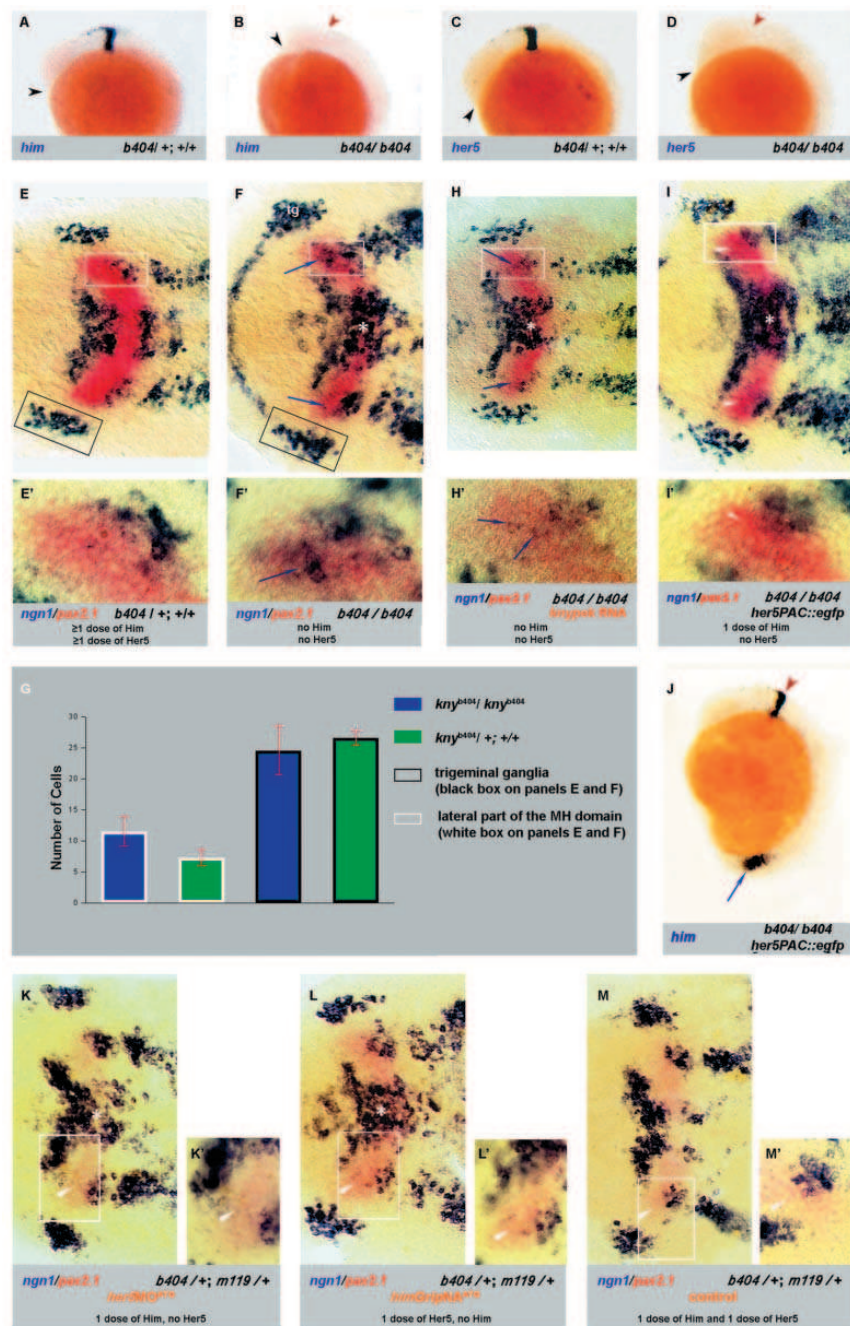 A
B
C
D
him b404/ +; +/+
him b404/ b404
her5 b404/ +; +/+
her5 b404/ b404
E
F
tg
H
I
*
*
*
E'
F'
H'
I'
ngn1/pax2.1 b404 / +; +/+
≥1 dose of Him
≥1 dose of Her5
ngn1/pax2.1 b404 / b404
no Him
no Her5
ngn1/pax2.1 b404 / b404
no Him
no Her5
ngn1/pax2.1 b404 / b404
her5PAC::egfp
1 dose of Him
no Her5
G
Number of Cells
30
25
20
15
10
5
0
kny^b404/ kny^b404
kny^b404/ +; +/+
trigeminal ganglia
(black box on panels E and F)
lateral part of the MH domain
(white box on panels E and F)
J
him b404/ b404
her5PAC::egfp
K
L
M
*
*
K'
L'
M'
ngn1/pax2.1 b404 /+; m119 /+
1 dose of Him, no Her5
ngn1/pax2.1 b404 /+; m119 /+
1 dose of Her5, no Him
ngn1/pax2.1 b404 /+; m119 /+
control
1 dose of Him and 1 dose of Her5